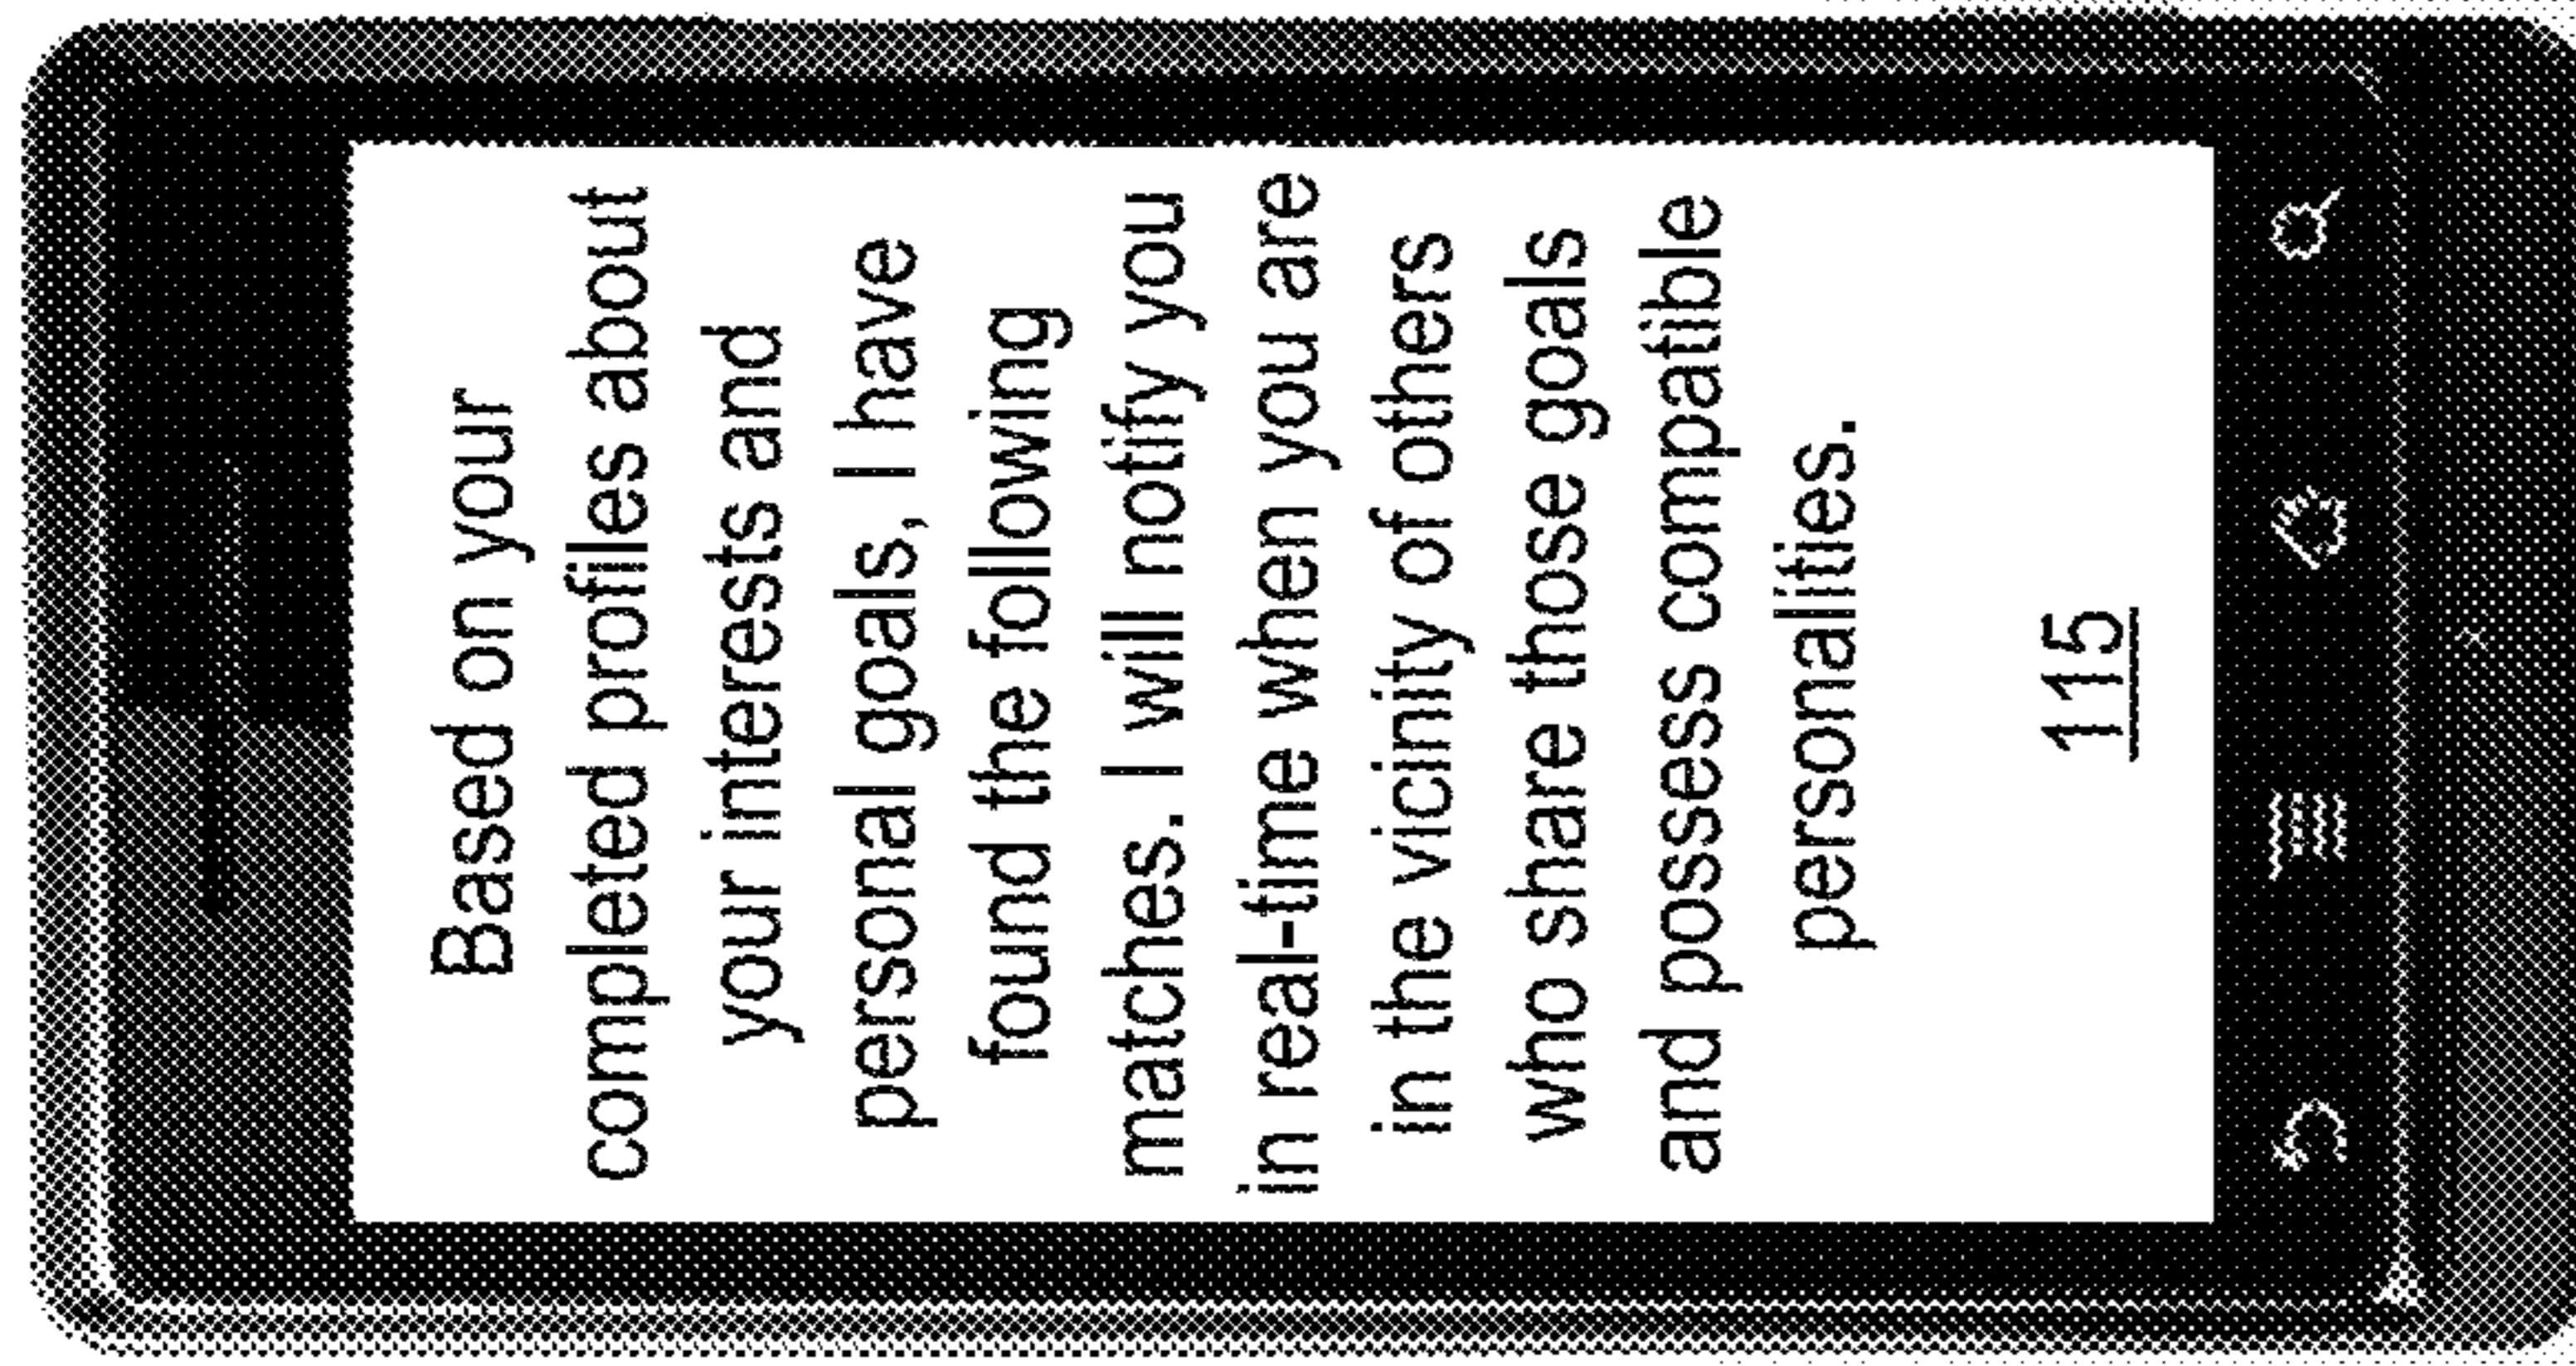 Based on your
completed profiles about
your interests and
personal goals, I have
found the following
matches. I will notify you
in real-time when you are
in the vicinity of others
who share those goals
and possess compatible
personalities.
115